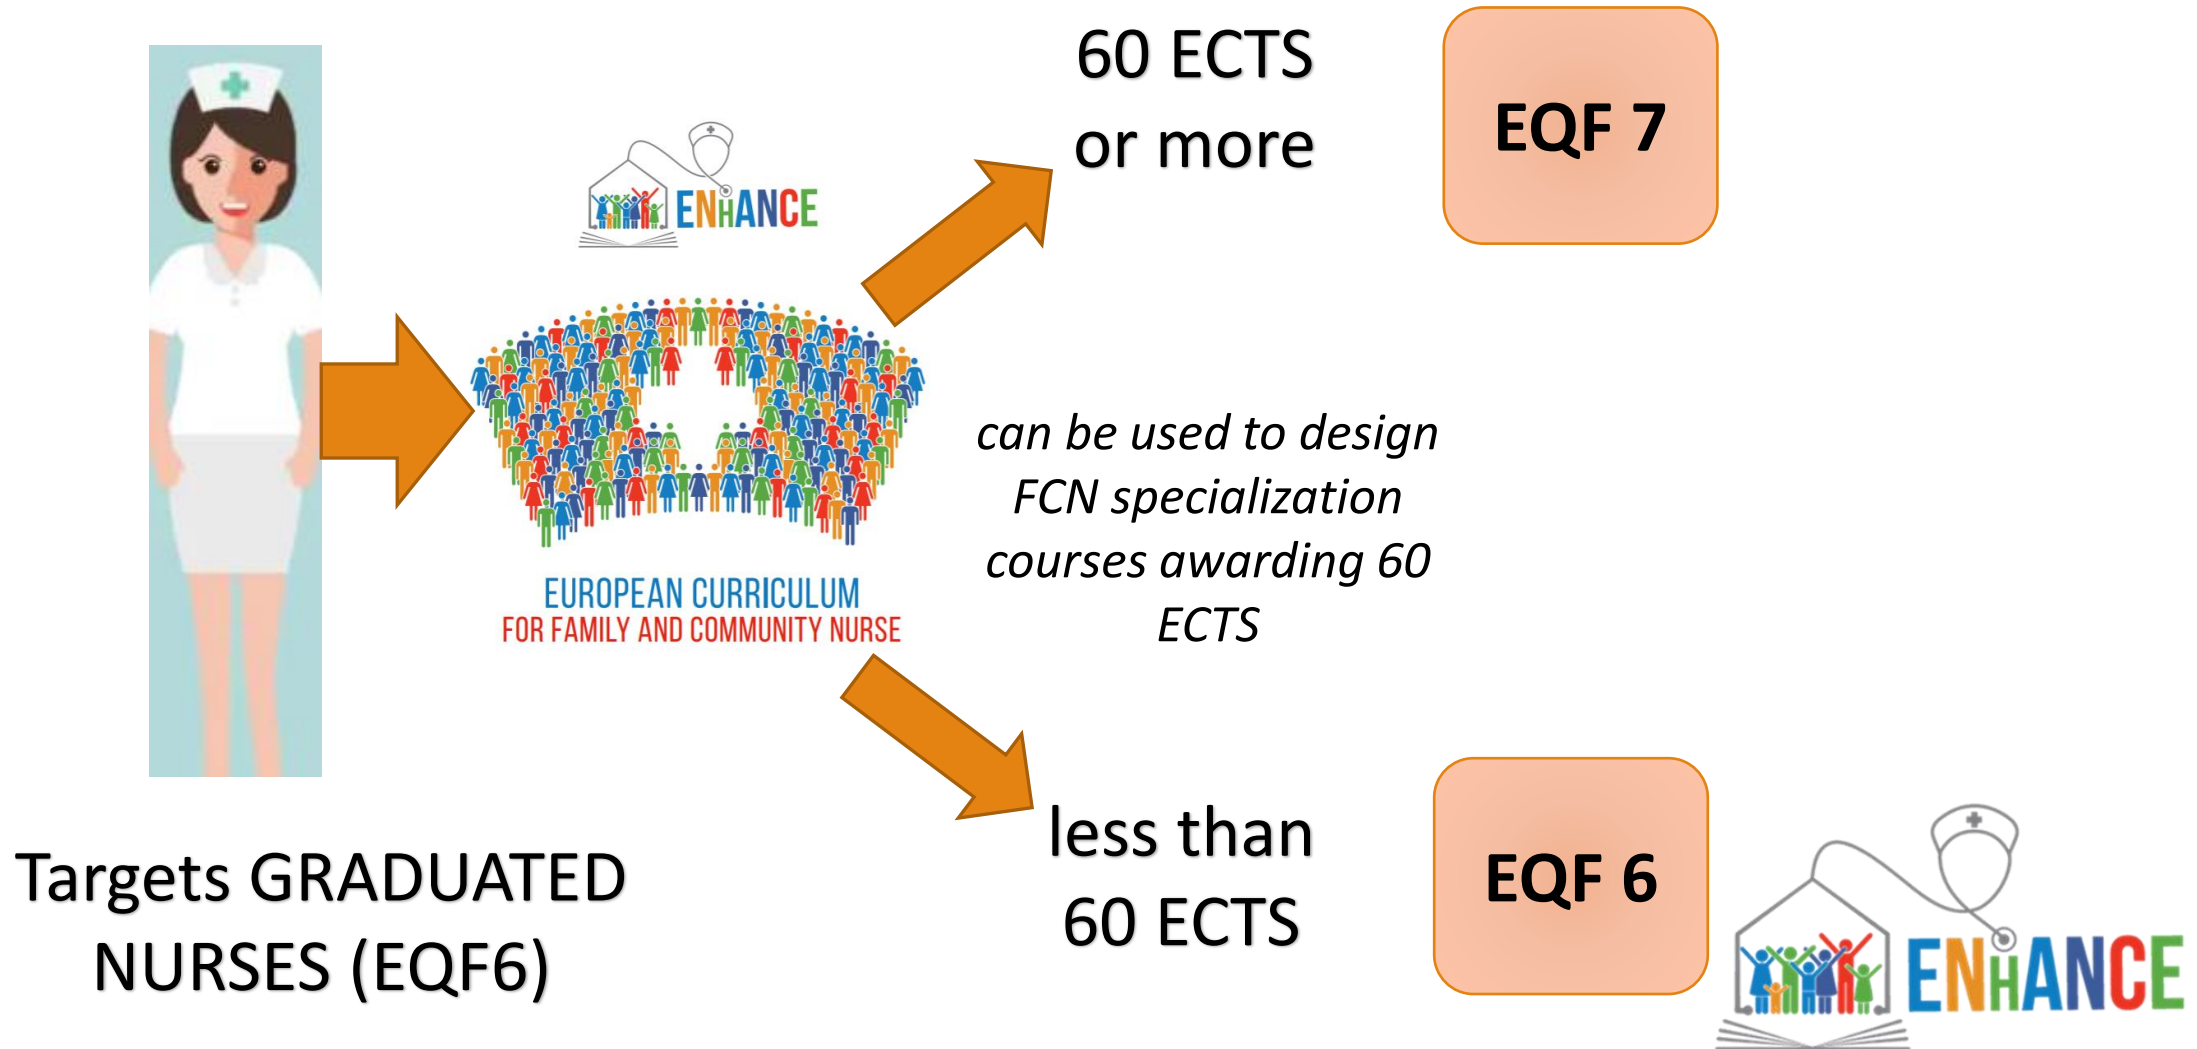 60 ECTS
or more
EQF 7
ENhANCE
can be used to design
FCN specialization
courses awarding 60
ECTS
EUROPEAN CURRICULUM
FOR FAMILY AND COMMUNITY NURSE
less than
60 ECTS
EQF 6
Targets GRADUATED
NURSES (EQF6)
ENhANCE